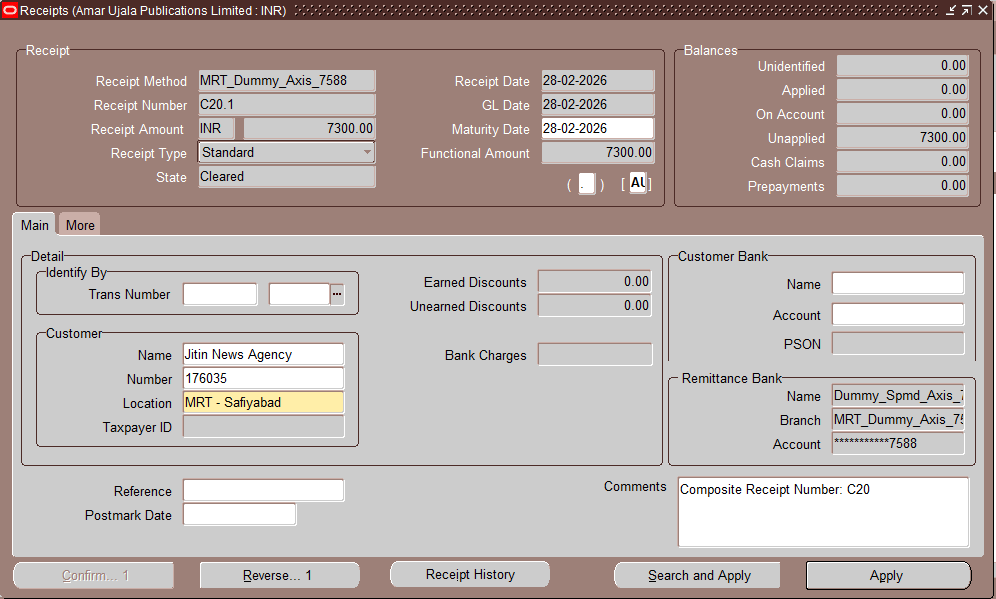 Receipts (Amar Ujala Publications Limited : INR)
Receipt
Receipt Method MRT_Dummy_Axis_7588
Receipt Number C20.1
Receipt Amount INR 7300.00
Receipt Type Standard
State Cleared
Receipt Date 28-02-2026
GL Date 28-02-2026
Maturity Date 28-02-2026
Functional Amount 7300.00
( . ) [ AU ]
Balances
Unidentified 0.00
Applied 0.00
On Account 0.00
Unapplied 7300.00
Cash Claims 0.00
Prepayments 0.00
Main More
Detail
Identify By
Trans Number
Customer
Name Jitin News Agency
Number 176035
Location MRT - Safiyabad
Taxpayer ID
Earned Discounts 0.00
Unearned Discounts 0.00
Bank Charges
Customer Bank
Name
Account
PSON
Remittance Bank
Name Dummy_Spmd_Axis_7
Branch MRT_Dummy_Axis_75
Account ***********7588
Reference
Postmark Date
Comments Composite Receipt Number: C20
Confirm... 1 Reverse... 1 Receipt History Search and Apply Apply